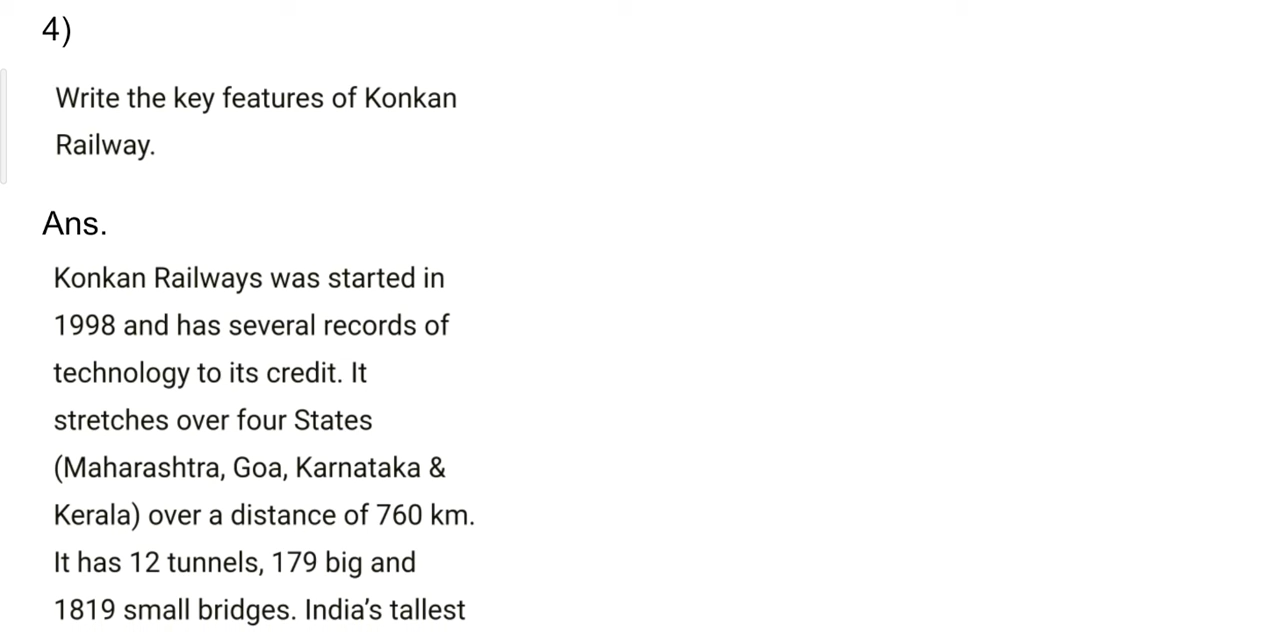 4)
Write the key features of Konkan
Railway.
Ans.
Konkan Railways was started in
1998 and has several records of
technology to its credit. It
stretches over four States
(Maharashtra, Goa, Karnataka &
Kerala) over a distance of 760 km.
It has 12 tunnels, 179 big and
1819 small bridges. India's tallest